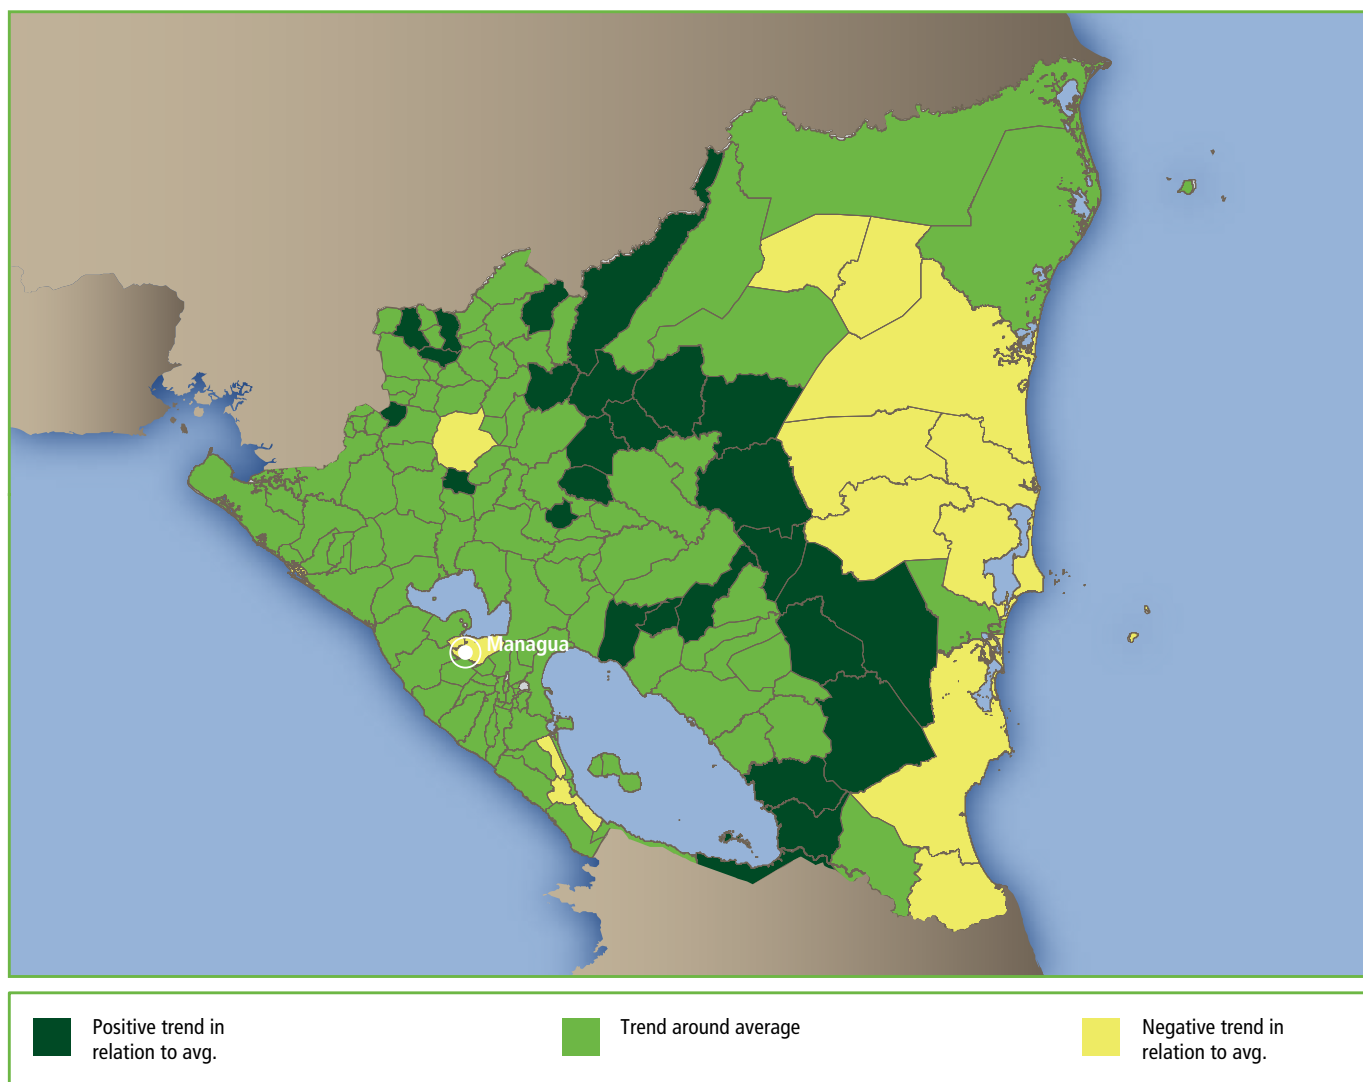 Managua
Positive trend in
relation to avg.
Trend around average
Negative trend in
relation to avg.